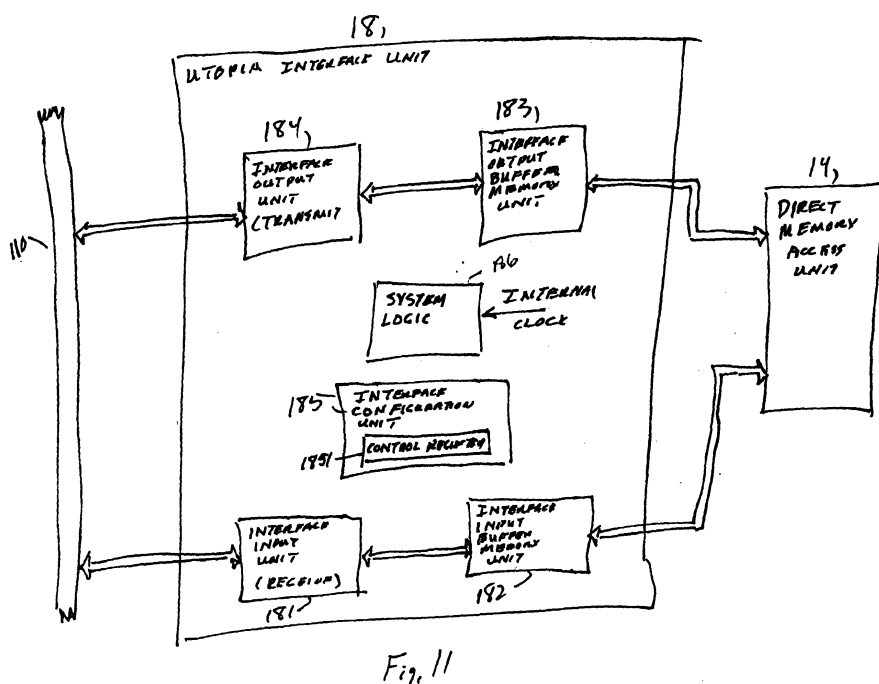 18
UTOPIA INTERFACE UNIT
184
INTERFACE
OUTPUT
UNIT
(TRANSMIT
183
INTERFACE
OUTPUT
BUFFER
MEMORY
UNIT
14
DIRECT
MEMORY
ACCESS
UNIT
110
SYSTEM
LOGIC
INTERNAL
CLOCK
185
INTERFACE
CONFIGURATION
UNIT
1851
CONTROL REGISTER
INTERFACE
INPUT
UNIT
(RECEIVE)
181
INTERFACE
INPUT
BUFFER
MEMORY
UNIT
182
Fig. 11